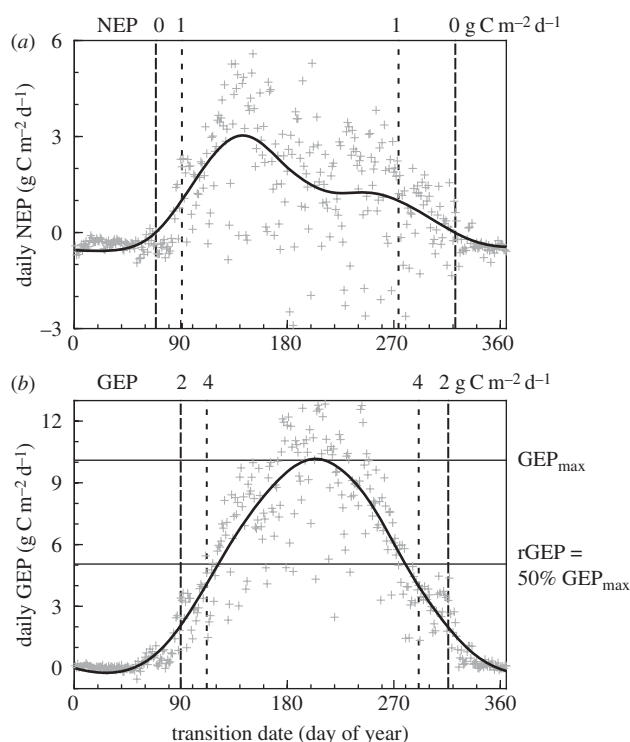 (a) NEP 0 1 1 0 g C m−2 d−1
6
3
0
−3
daily NEP (g C m−2 d−1)
0 90 180 270 360
(b) GEP 2 4 4 2 g C m−2 d−1
12
9
6
3
0
daily GEP (g C m−2 d−1)
GEPmax
rGEP =
50% GEPmax
0 90 180 270 360
transition date (day of year)